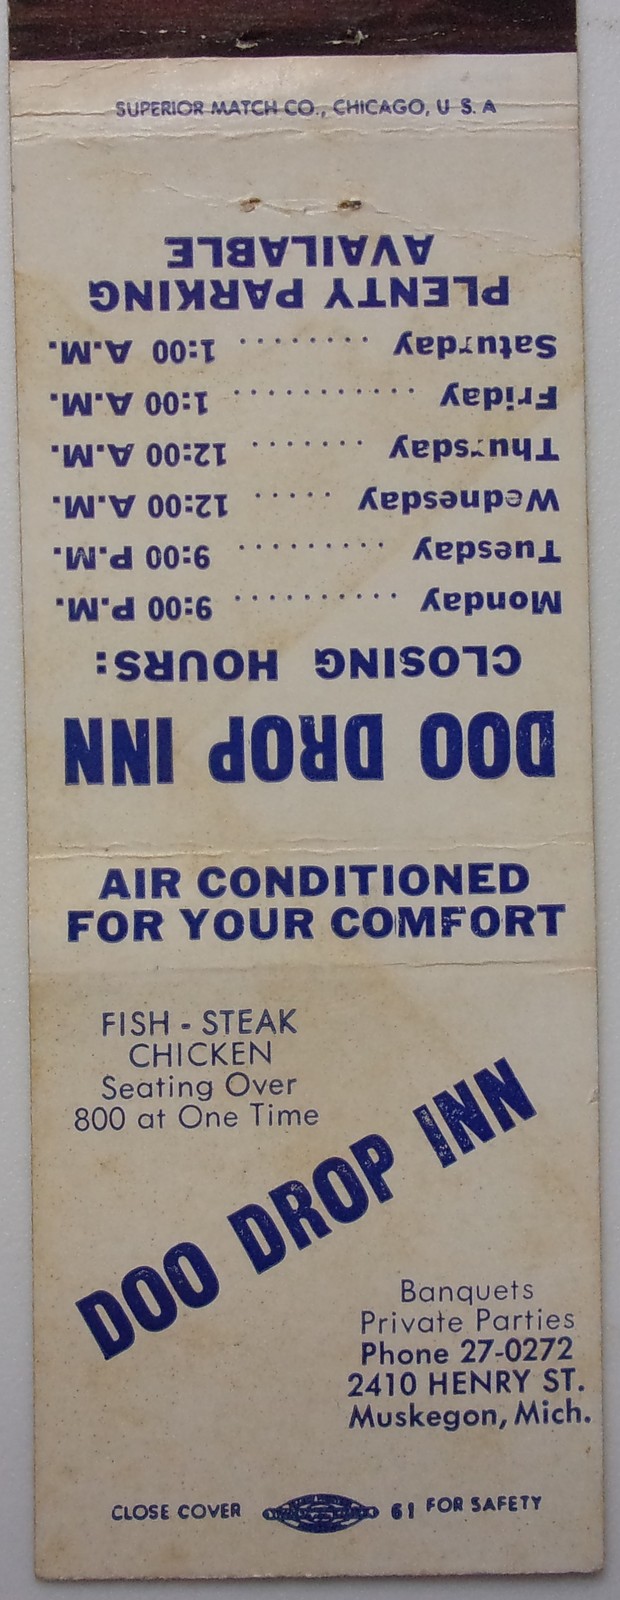 SUPERIOR MATCH CO., CHICAGO, U S. A
DOO DROP INN
CLOSING HOURS:
Monday .......... 9:00 P.M.
Tuesday ......... 9:00 P.M.
Wednesday ..... 12:00 A.M.
Thursday ....... 12:00 A.M.
Friday ............ 1:00 A.M.
Saturday ........ 1:00 A.M.
PLENTY PARKING
AVAILABLE
AIR CONDITIONED
FOR YOUR COMFORT
FISH - STEAK
CHICKEN
Seating Over
800 at One Time
DOO DROP INN
Banquets
Private Parties
Phone 27-0272
2410 HENRY ST.
Muskegon, Mich.
CLOSE COVER 61 FOR SAFETY